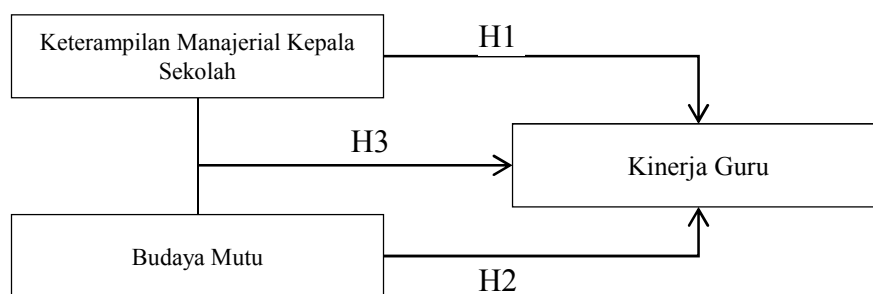 Keterampilan Manajerial Kepala
Sekolah
H1
H3
Kinerja Guru
Budaya Mutu
H2